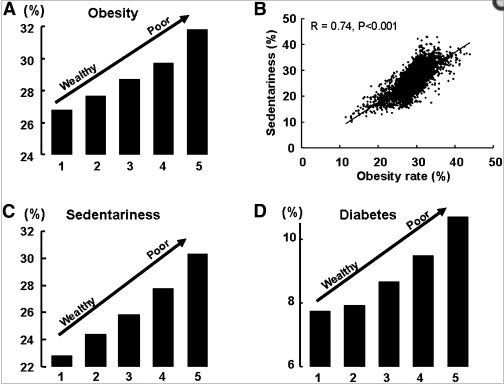 A (%) Obesity
32
30
28
26
24
Wealthy
Poor
1 2 3 4 5
B
R = 0.74, P<0.001
Sedentariness (%)
50
40
30
20
10
0
0 10 20 30 40 50
Obesity rate (%)
C (%) Sedentariness
32
30
28
26
24
22
Wealthy
Poor
1 2 3 4 5
D (%) Diabetes
10
8
6
Wealthy
Poor
1 2 3 4 5